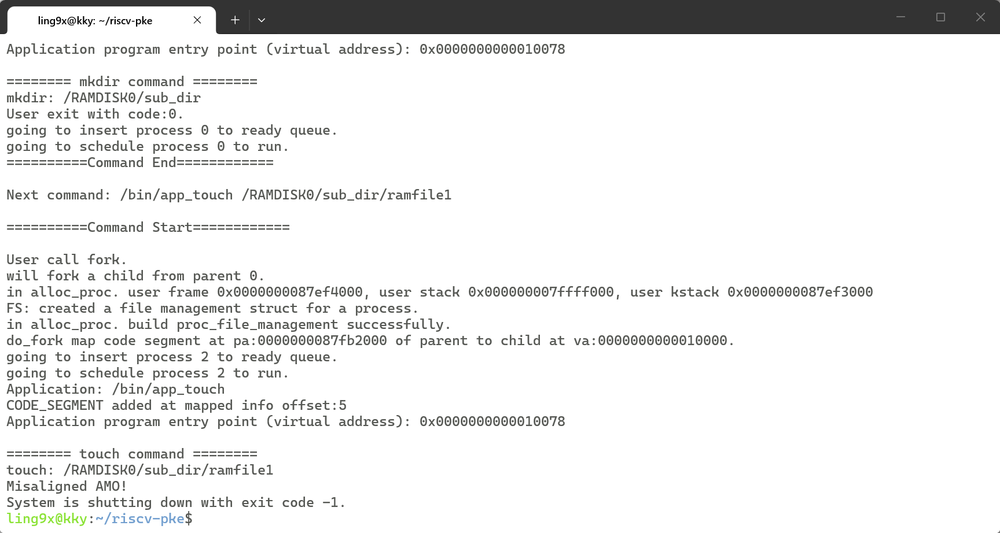 ling9x@kky: ~/riscv-pke
Application program entry point (virtual address): 0x0000000000010078
======== mkdir command ========
mkdir: /RAMDISK0/sub_dir
User exit with code:0.
going to insert process 0 to ready queue.
going to schedule process 0 to run.
==========Command End============
Next command: /bin/app_touch /RAMDISK0/sub_dir/ramfile1
==========Command Start============
User call fork.
will fork a child from parent 0.
in alloc_proc. user frame 0x0000000087ef4000, user stack 0x000000007ffff000, user kstack 0x0000000087ef3000
FS: created a file management struct for a process.
in alloc_proc. build proc_file_management successfully.
do_fork map code segment at pa:0000000087fb2000 of parent to child at va:0000000000010000.
going to insert process 2 to ready queue.
going to schedule process 2 to run.
Application: /bin/app_touch
CODE_SEGMENT added at mapped info offset:5
Application program entry point (virtual address): 0x0000000000010078
======== touch command ========
touch: /RAMDISK0/sub_dir/ramfile1
Misaligned AMO!
System is shutting down with exit code -1.
ling9x@kky:~/riscv-pke$